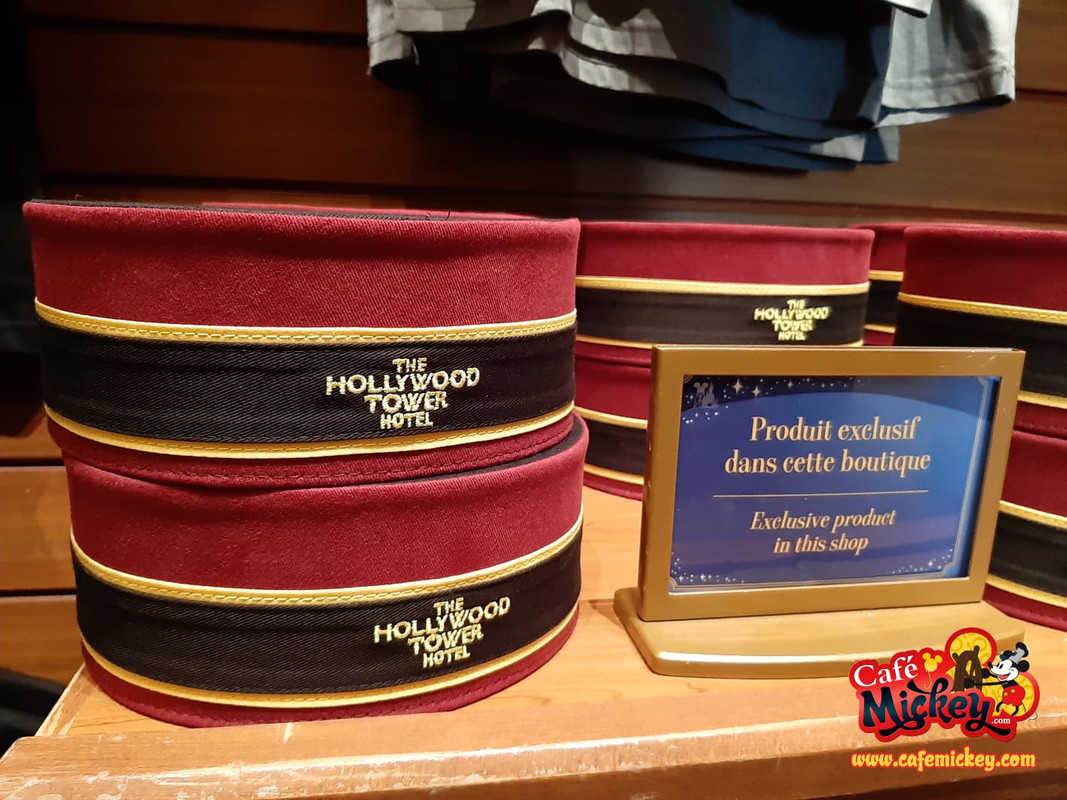 THE
HOLLYWOOD
TOWER
HOTEL
THE
HOLLYWOOD
TOWER
HOTEL
THE
HOLLYWOOD
TOWER
HOTEL
Produit exclusif
dans cette boutique
Exclusive product
in this shop
Café
Mickey.com
www.cafemickey.com